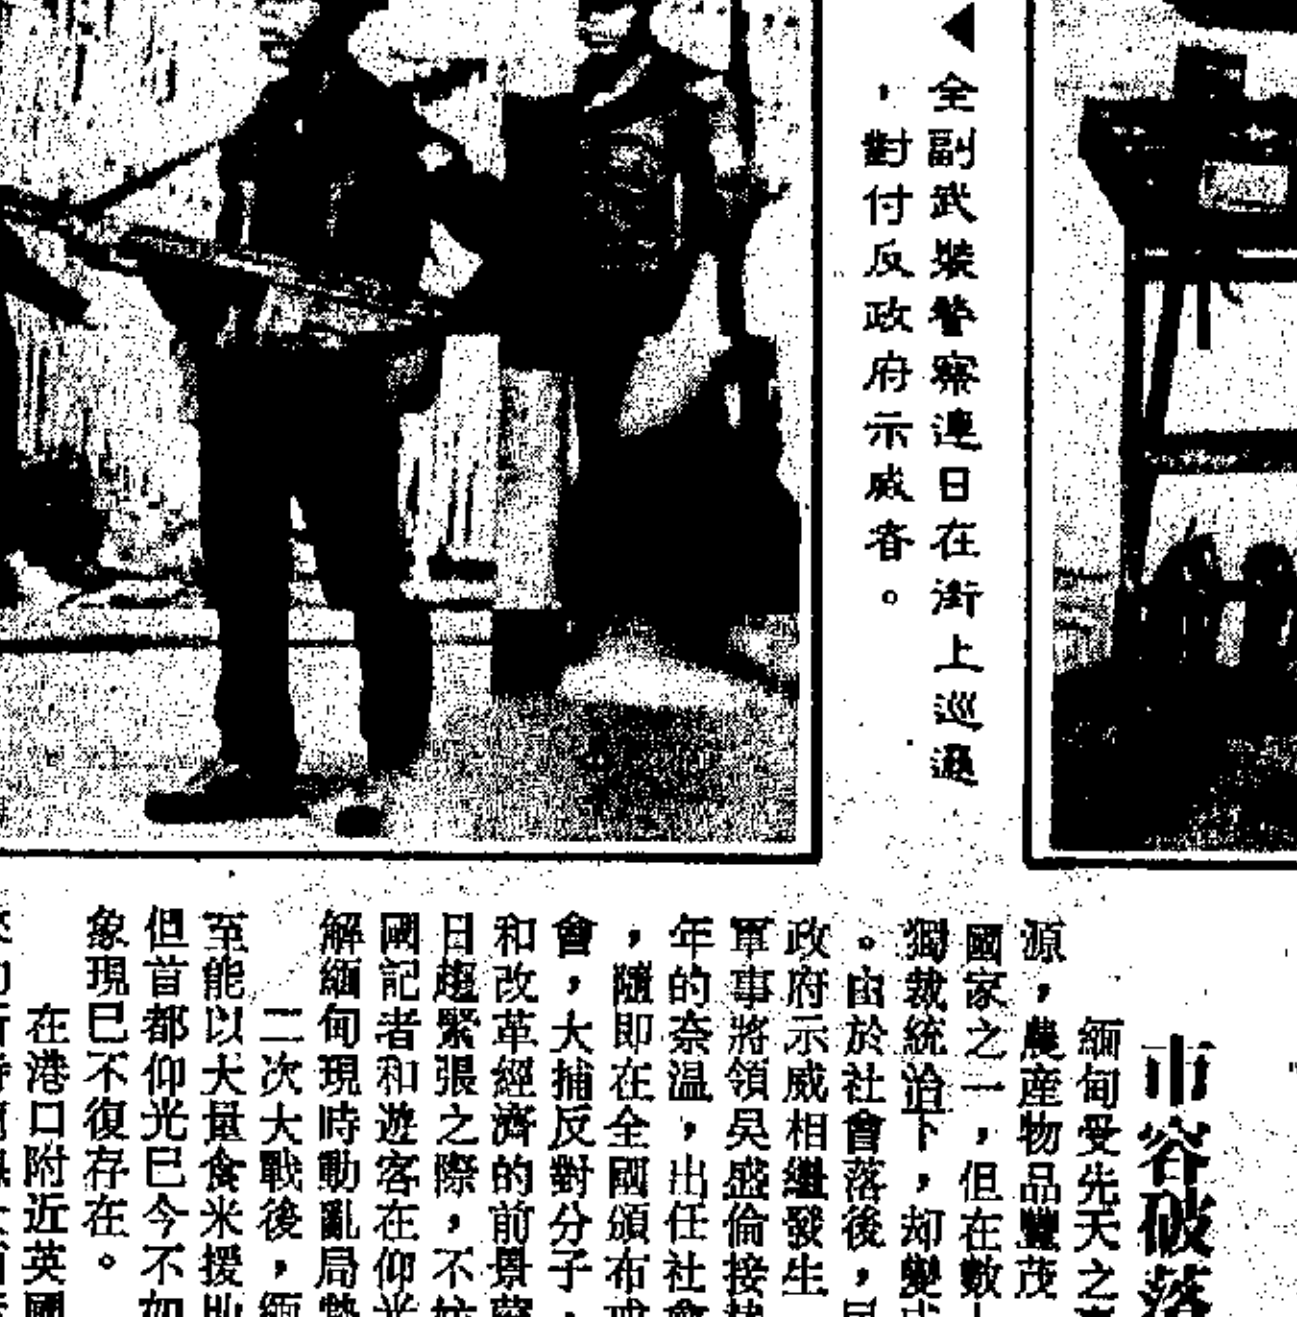 ◀全副武裝警察連日在街上巡邏
，對付反政府示威者。
市容破落
緬甸受先天之
源，農產物品豐茂
國家之一，但在數
獨裁統治下，却變
。由於社會落後，
政府示威相繼發生
軍事將領吳盛倫接
年的奈温，出任社會
，隨即在全國頒布戒
會，大捕反對分子，
和改革經濟的前景
日趨緊張之際，不
國記者和遊客在仰光
解緬甸現時動亂局勢
二次大戰後，緬
至能以大量食米援助
但首都仰光巳今不如
象現巳不復存在。
在港口附近英國